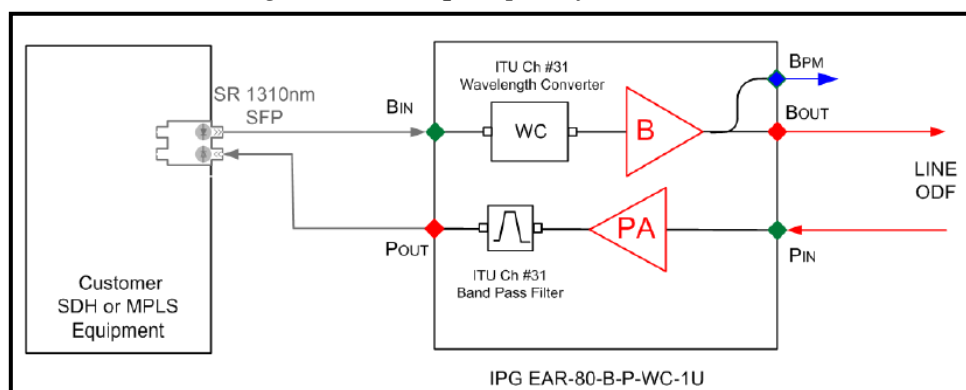 SR 1310nm
SFP
Customer
SDH or MPLS
Equipment
BIN
ITU Ch #31
Wavelength Converter
WC
B
BPM
BOUT
LINE
ODF
POUT
ITU Ch #31
Band Pass Filter
PA
PIN
IPG EAR-80-B-P-WC-1U